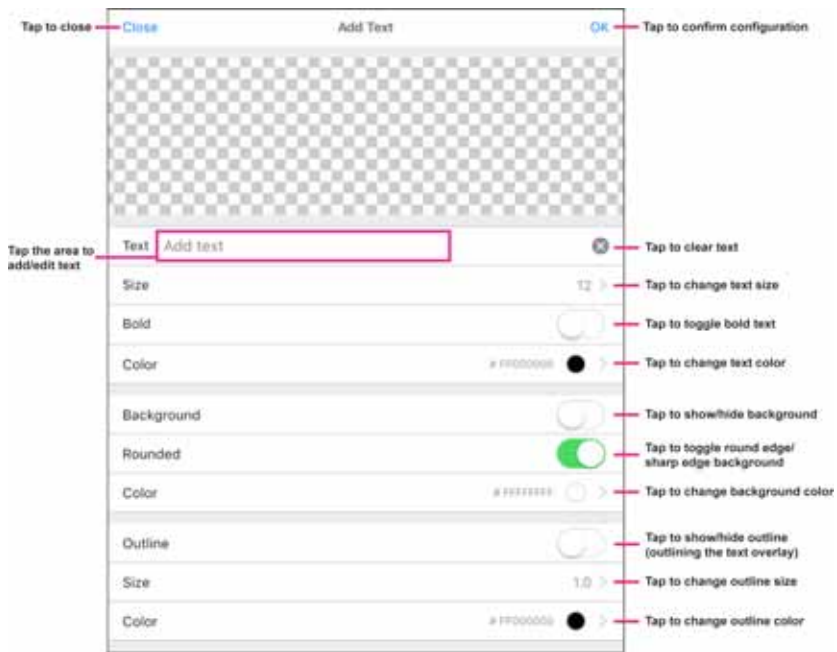 Tap to close Close Add Text OK Tap to confirm configuration
Text Add text Tap to clear text
Tap the area to
add/edit text
Size 12 Tap to change text size
Bold Tap to toggle bold text
Color # FF000000 Tap to change text color
Background Tap to show/hide background
Rounded Tap to toggle round edge/
sharp edge background
Color # FFFFFFFF Tap to change background color
Outline Tap to show/hide outline
(outlining the text overlay)
Size 1.0 Tap to change outline size
Color # FF000000 Tap to change outline color